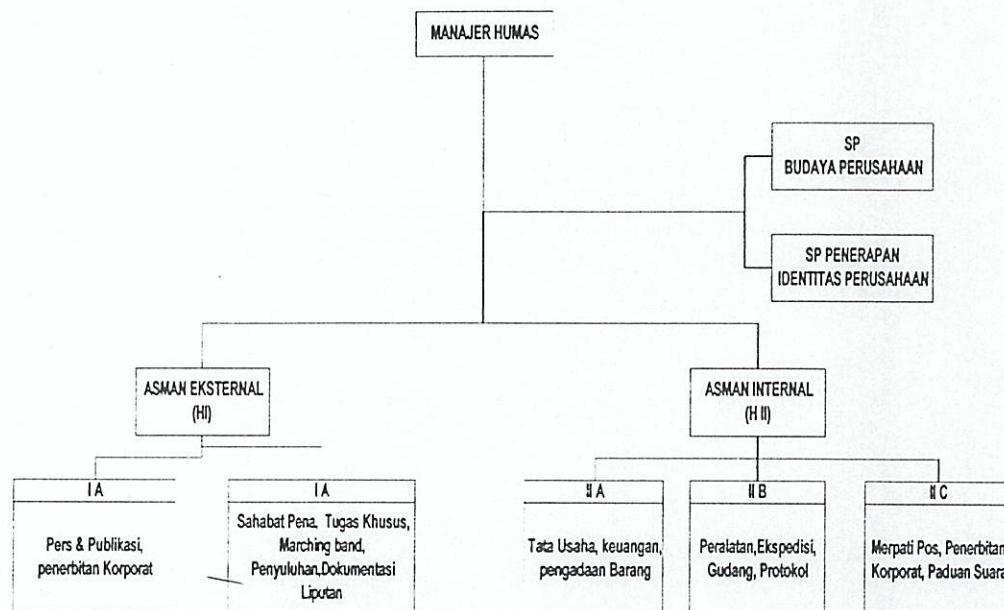 MANAJER HUMAS
SP
BUDAYA PERUSAHAAN
SP PENERAPAN
IDENTITAS PERUSAHAAN
ASMAN EKSTERNAL
(HI)
ASMAN INTERNAL
(H II)
I A
Pers & Publikasi,
penerbitan Korporat
I A
Sahabat Pena, Tugas Khusus,
Marching band,
Penyuluhan,Dokumentasi
Liputan
II A
Tata Usaha, keuangan,
pengadaan Barang
II B
Peralatan,Ekspedisi,
Gudang, Protokol
II C
Merpati Pos, Penerbitan
Korporat, Paduan Suara